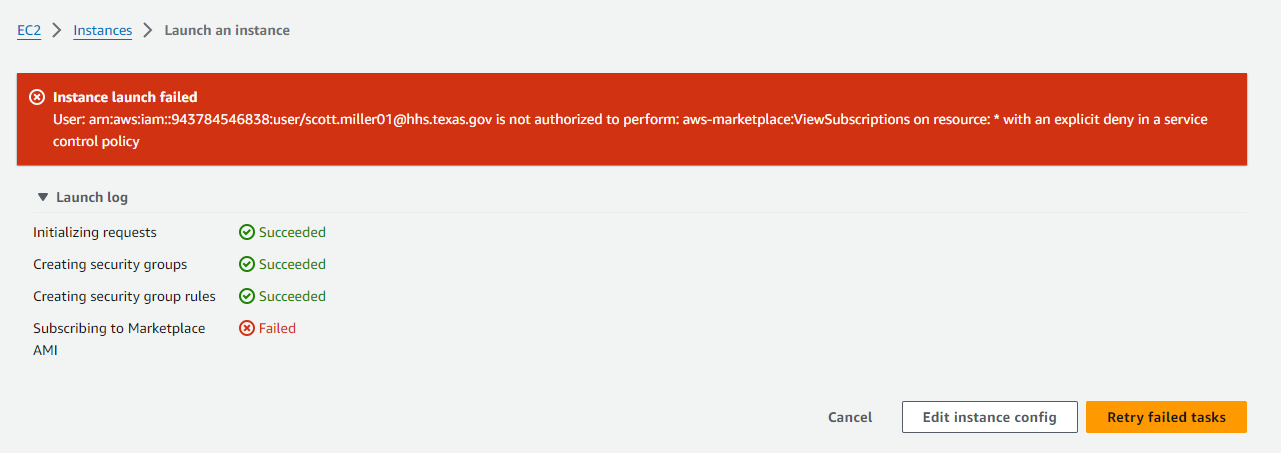 EC2 > Instances > Launch an instance
Instance launch failed
User: arn:aws:iam::943784546838:user/scott.miller01@hhs.texas.gov is not authorized to perform: aws-marketplace:ViewSubscriptions on resource: * with an explicit deny in a service
control policy
Launch log
Initializing requests Succeeded
Creating security groups Succeeded
Creating security group rules Succeeded
Subscribing to Marketplace Failed
AMI
Cancel Edit instance config Retry failed tasks